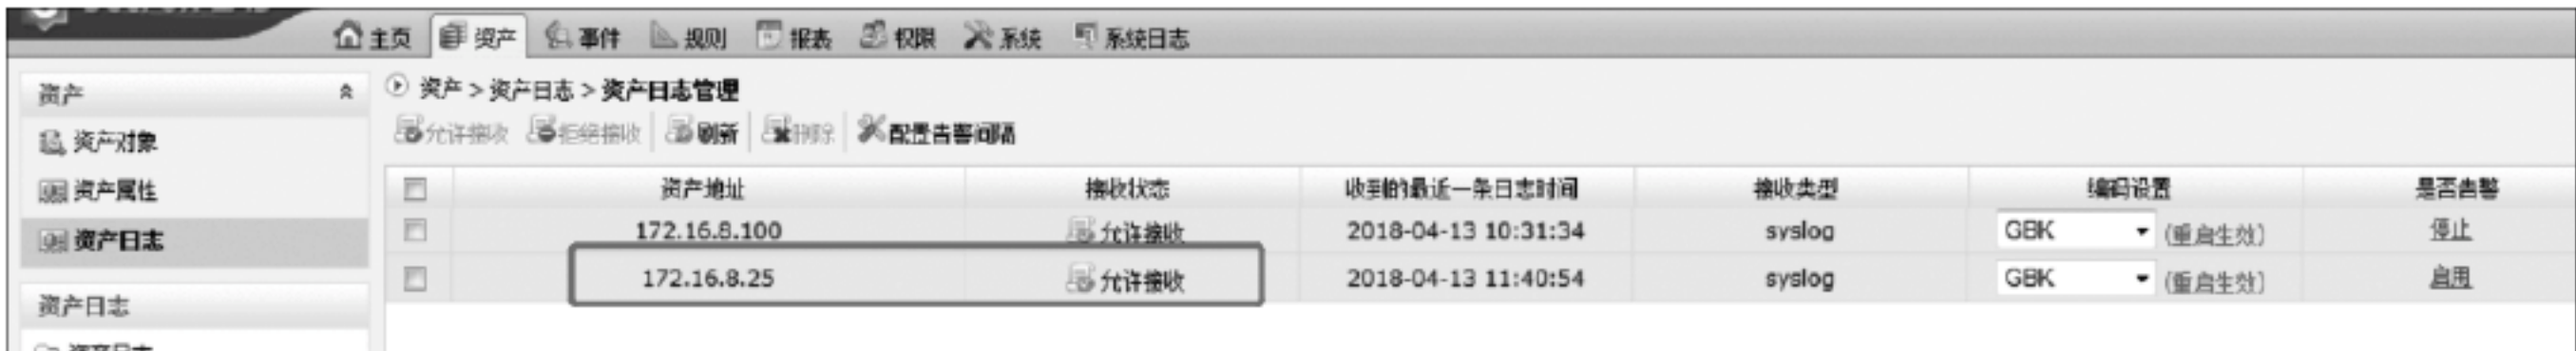 主页 资产 事件 规则 报表 权限 系统 系统日志
资产
资产 > 资产日志 > 资产日志管理
资产对象
允许接收 拒绝接收 刷新 删除 配置告警间隔
资产属性
资产地址 接收状态 收到的最近一条日志时间 接收类型 编码设置 是否告警
资产日志
172.16.8.100 允许接收 2018-04-13 10:31:34 syslog GBK (重启生效) 停止
172.16.8.25 允许接收 2018-04-13 11:40:54 syslog GBK (重启生效) 启用
资产日志